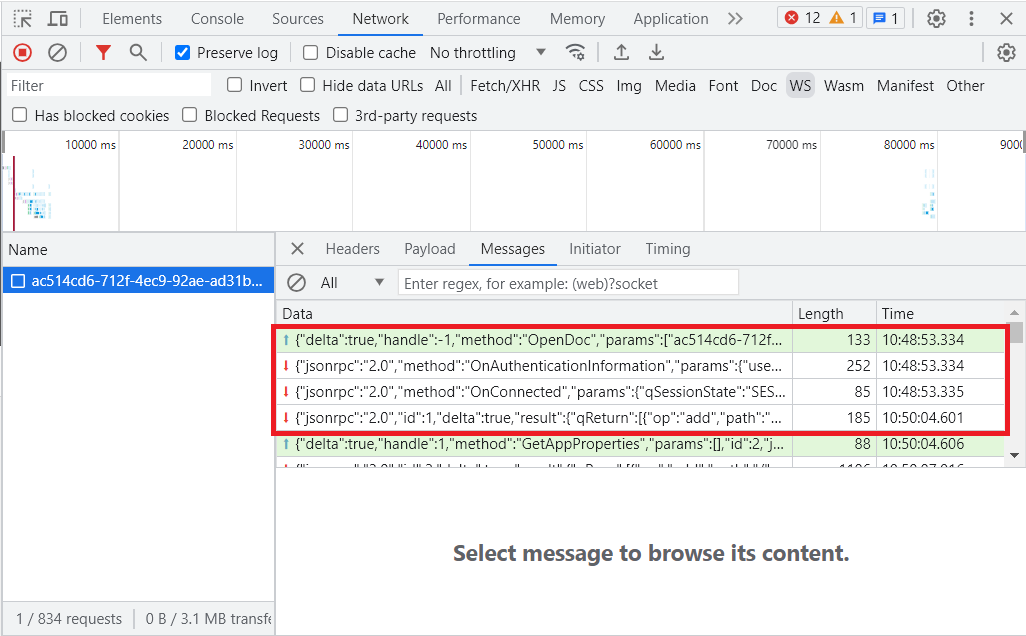 Elements Console Sources Network Performance Memory Application 12 1 1
Preserve log Disable cache No throttling
Filter Invert Hide data URLs All Fetch/XHR JS CSS Img Media Font Doc WS Wasm Manifest Other
Has blocked cookies Blocked Requests 3rd-party requests
10000 ms 20000 ms 30000 ms 40000 ms 50000 ms 60000 ms 70000 ms 80000 ms 9000
Name
ac514cd6-712f-4ec9-92ae-ad31b...
Headers Payload Messages Initiator Timing
All Enter regex, for example: (web)?socket
Data Length Time
{"delta":true,"handle":-1,"method":"OpenDoc","params":["ac514cd6-712f... 133 10:48:53.334
{"jsonrpc":"2.0","method":"OnAuthenticationInformation","params":{"use... 252 10:48:53.334
{"jsonrpc":"2.0","method":"OnConnected","params":{"qSessionState":"SES... 85 10:48:53.335
{"jsonrpc":"2.0","id":1,"delta":true,"result":{"qReturn":[{"op":"add","path":"... 185 10:50:04.601
{"delta":true,"handle":1,"method":"GetAppProperties","params":[],"id":2,"j... 88 10:50:04.606
Select message to browse its content.
1 / 834 requests 0 B / 3.1 MB transfe